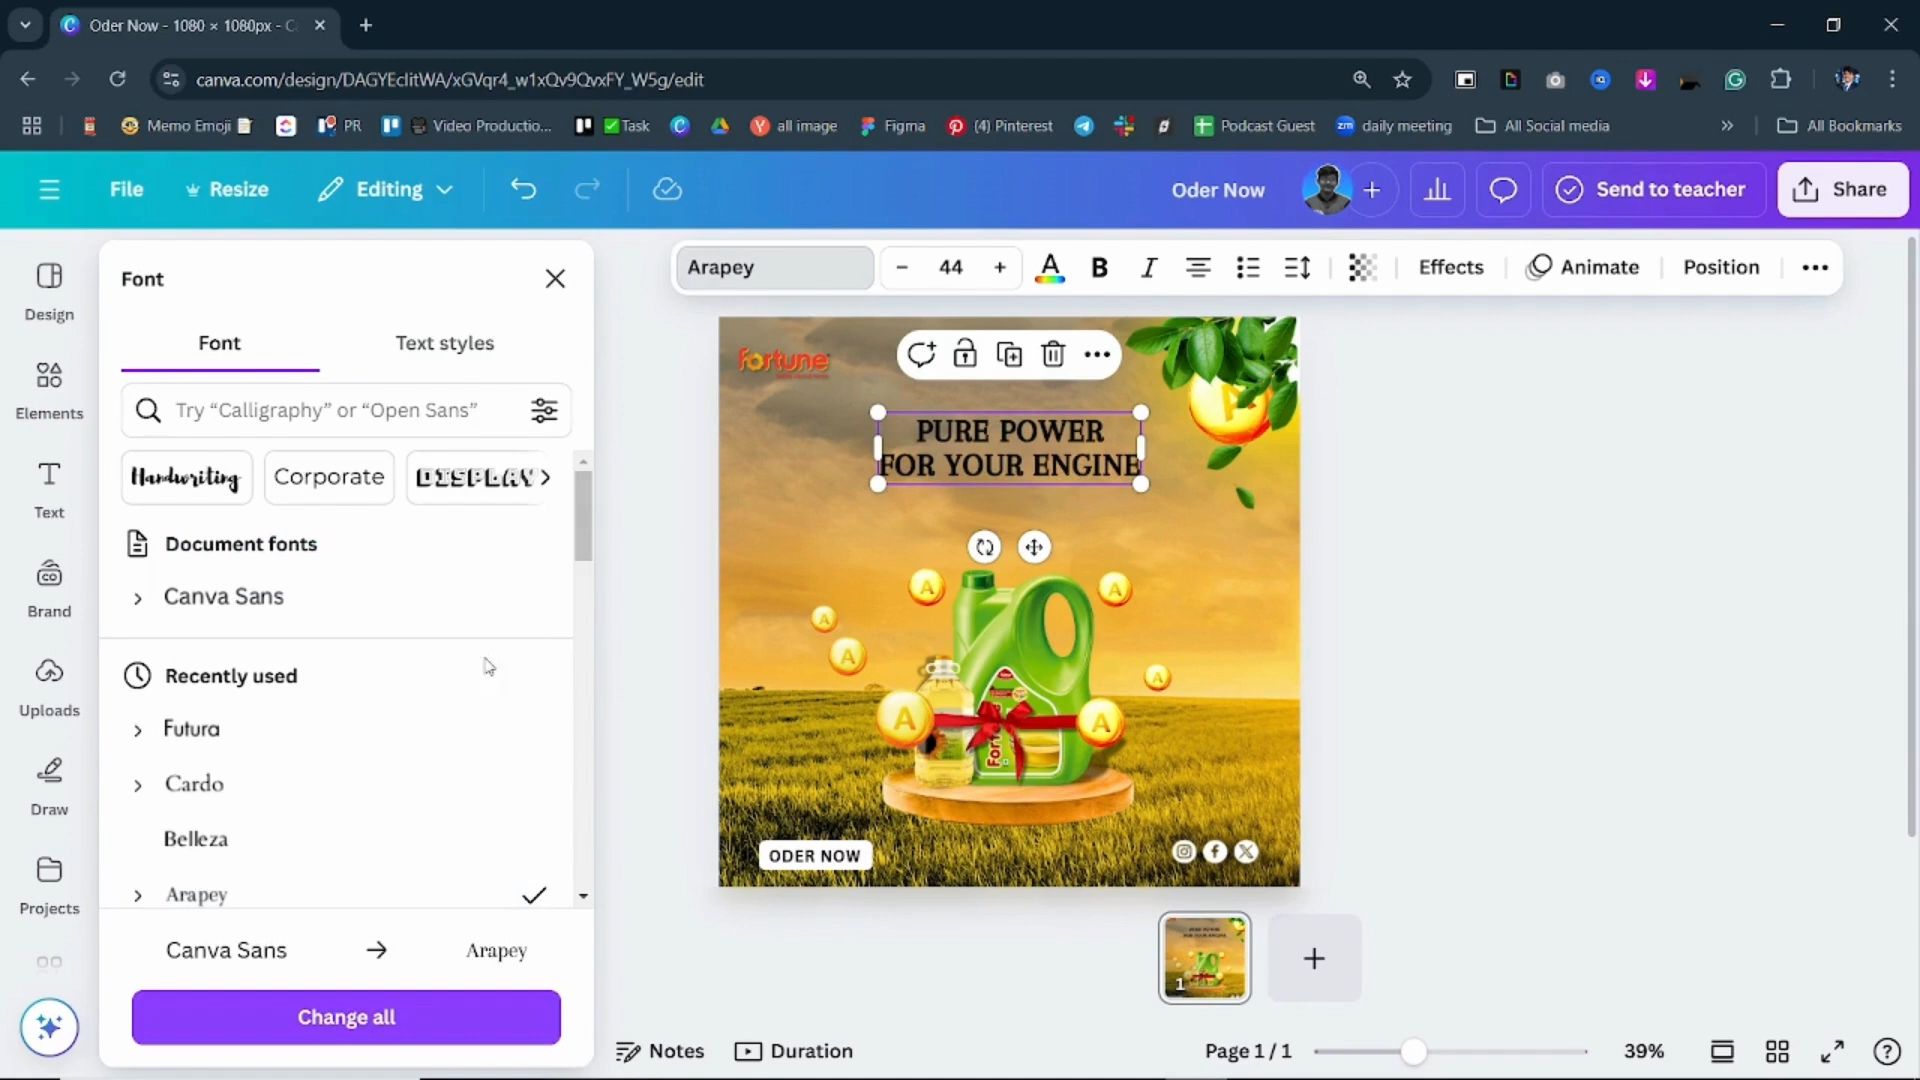 Oder Now - 1080 × 1080px - C
canva.com/design/DAGYEclitWA/xGVqr4_w1xQv9QvxFY_W5g/edit
Memo Emoji
PR
Video Productio...
Task
all image
Figma
(4) Pinterest
Podcast Guest
daily meeting
All Social media
All Bookmarks
File
Resize
Editing
Oder Now
Send to teacher
Share
Design
Elements
Text
Brand
Uploads
Draw
Projects
Font
Font
Text styles
Try “Calligraphy” or “Open Sans”
Handwriting
Corporate
DISPLAY
Document fonts
Canva Sans
Recently used
Futura
Cardo
Belleza
Arapey
Canva Sans → Arapey
Change all
Arapey
− 44 +
A
B
I
Effects
Animate
Position
fortune
PURE POWER
FOR YOUR ENGINE
A
A
A
A
A
A
A
A
ODER NOW
1
Notes
Duration
Page 1 / 1
39%